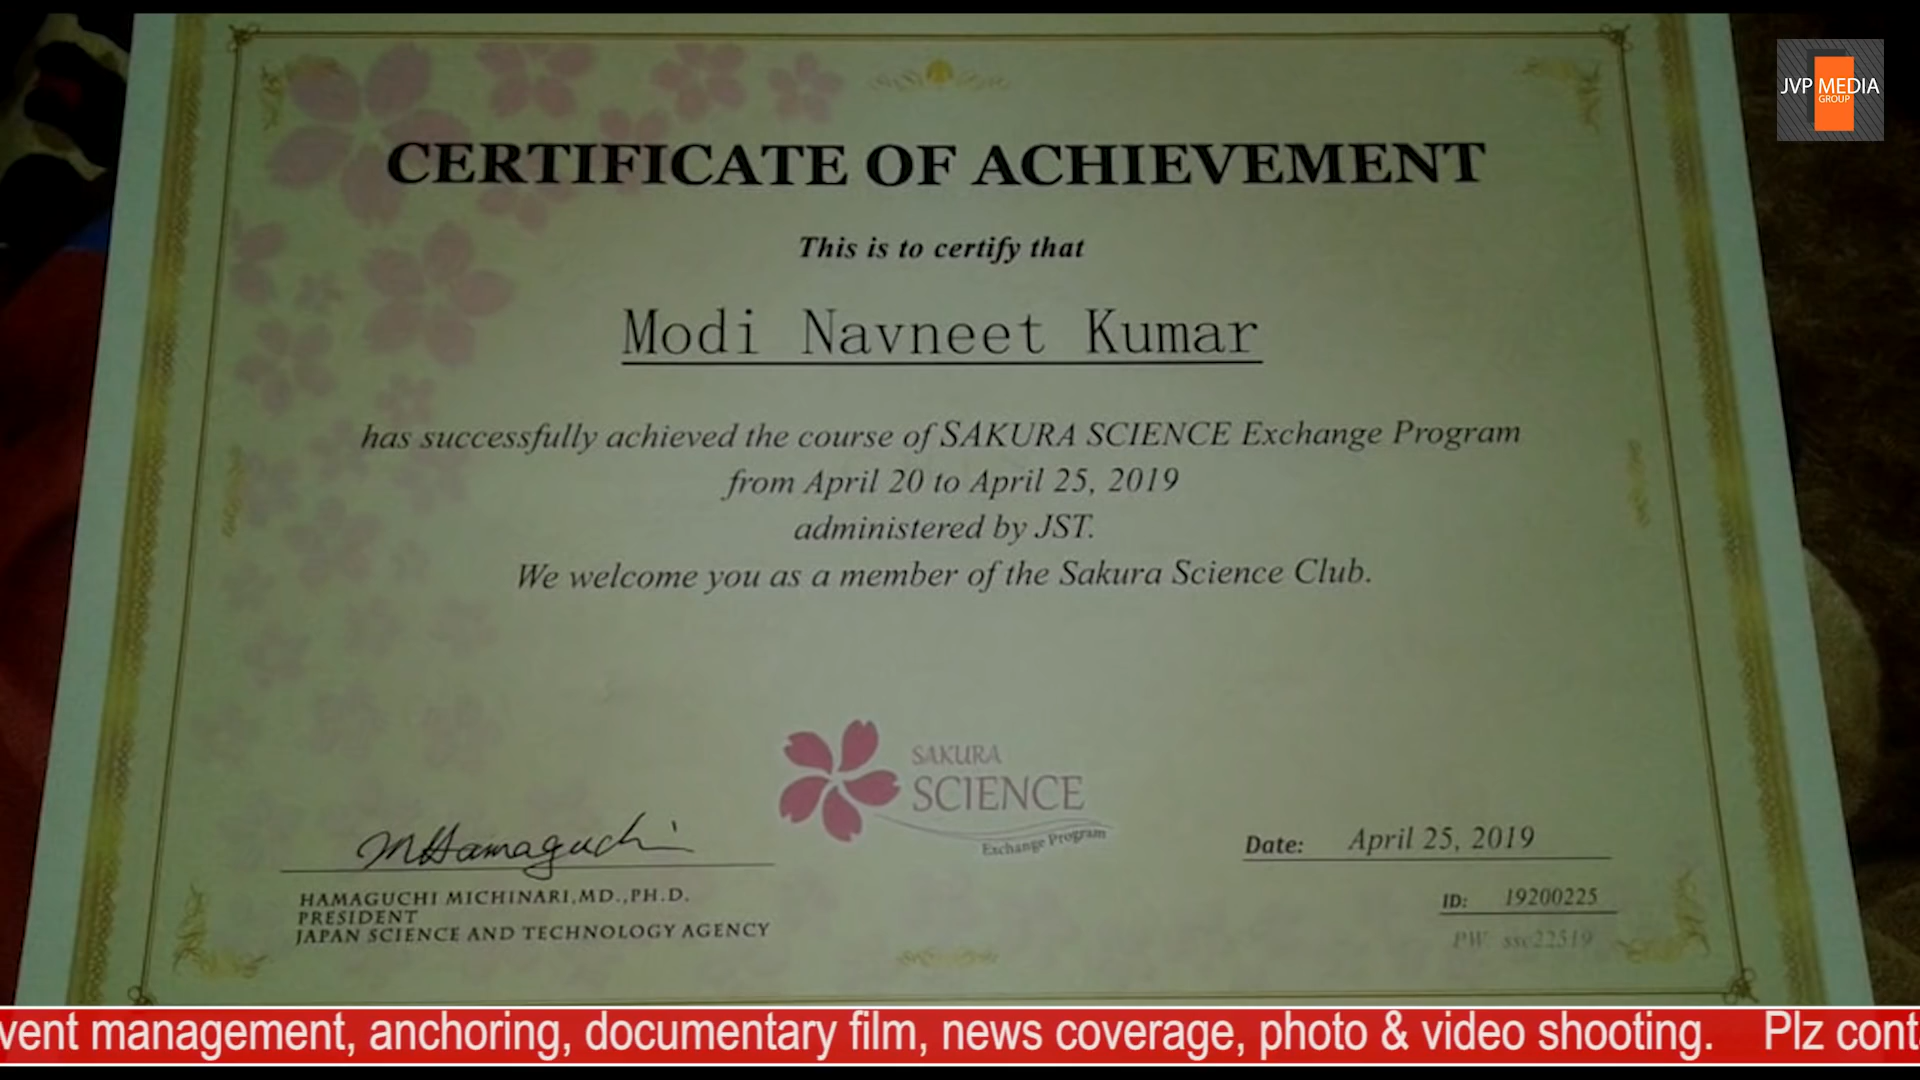 JVP MEDIA
GROUP
CERTIFICATE OF ACHIEVEMENT
This is to certify that
Modi Navneet Kumar
has successfully achieved the course of SAKURA SCIENCE Exchange Program
from April 20 to April 25, 2019
administered by JST.
We welcome you as a member of the Sakura Science Club.
SAKURA
SCIENCE
Exchange Program
MHamaguchi
HAMAGUCHI MICHINARI,MD.,PH.D.
PRESIDENT
JAPAN SCIENCE AND TECHNOLOGY AGENCY
Date: April 25, 2019
ID: 19200225
PW: ssc22519
vent management, anchoring, documentary film, news coverage, photo & video shooting. Plz cont